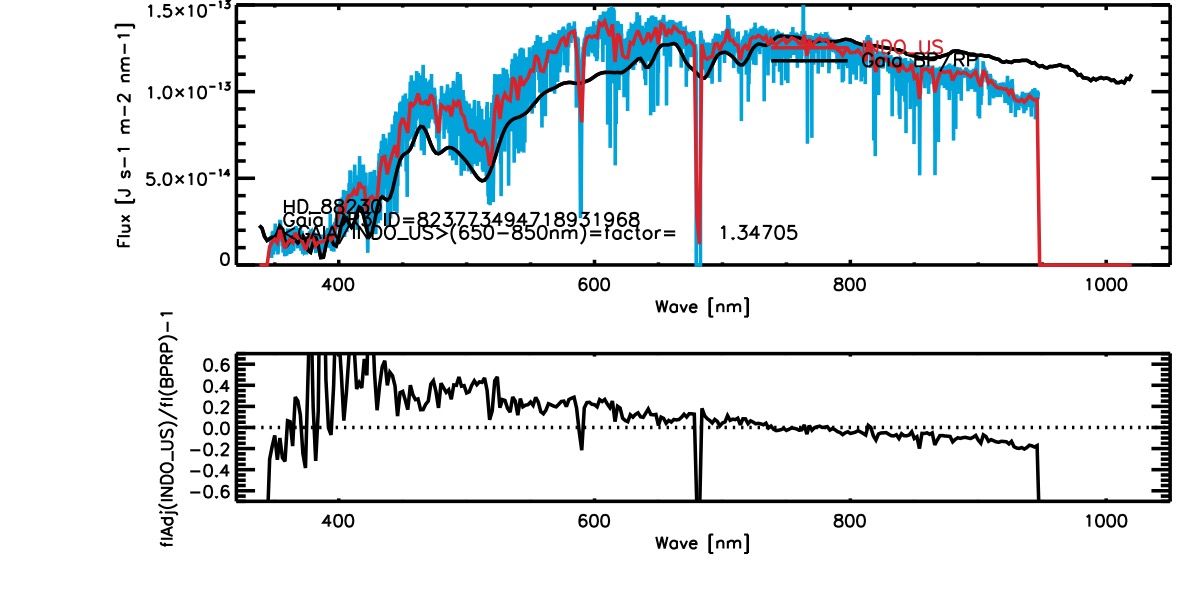 1.5×10−13
1.0×10−13
5.0×10−14
0
Flux [J s−1 m−2 nm−1]
INDO_US
Gaia BP/RP
HD_88230
Gaia DR3 ID=823773494718931968
<GAIA/INDO_US>(650−850nm)=factor= 1.34705
400 600 800 1000
Wave [nm]
0.6
0.4
0.2
0.0
−0.2
−0.4
−0.6
flAdj(INDO_US)/fl(BPRP)−1
400 600 800 1000
Wave [nm]